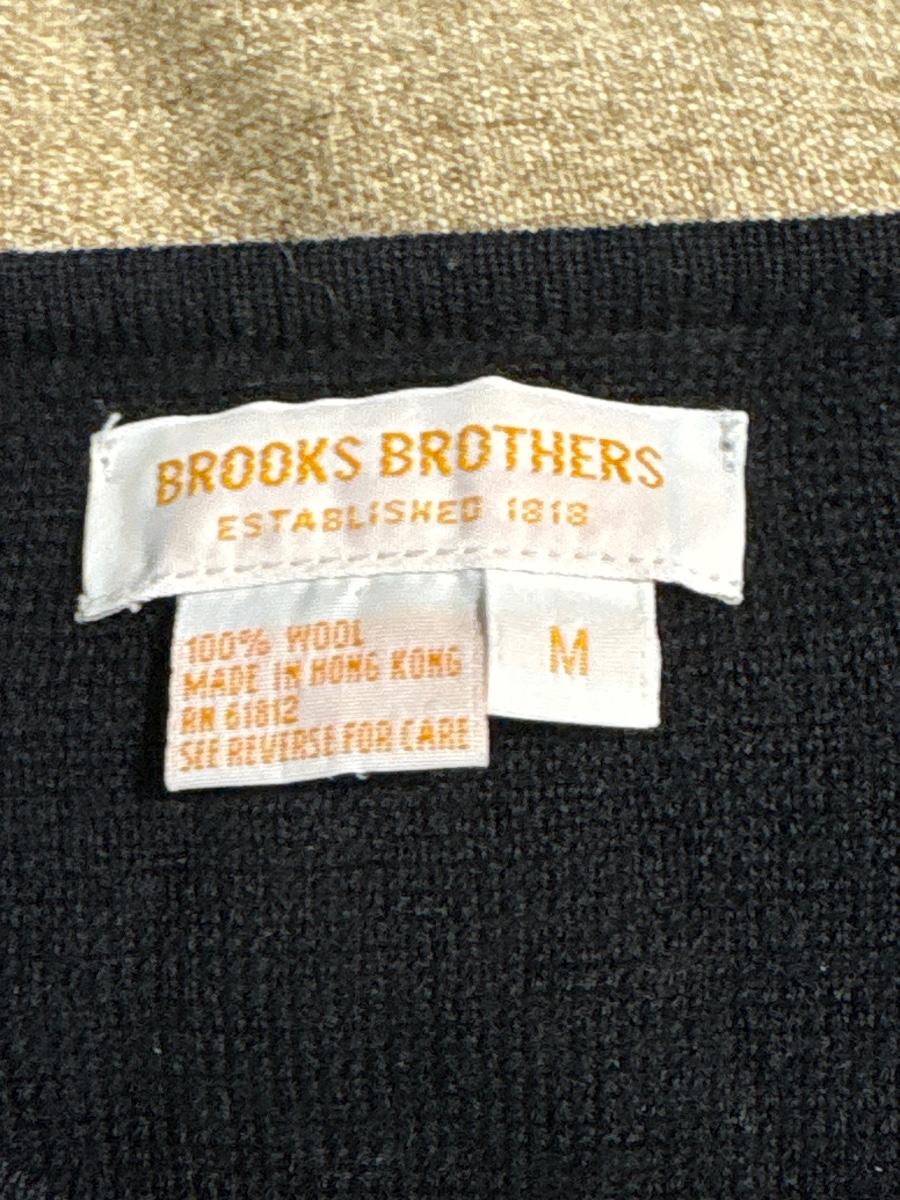 BROOKS BROTHERS
ESTABLISHED 1818
100% WOOL
MADE IN HONG KONG
RN 61812
SEE REVERSE FOR CARE
M